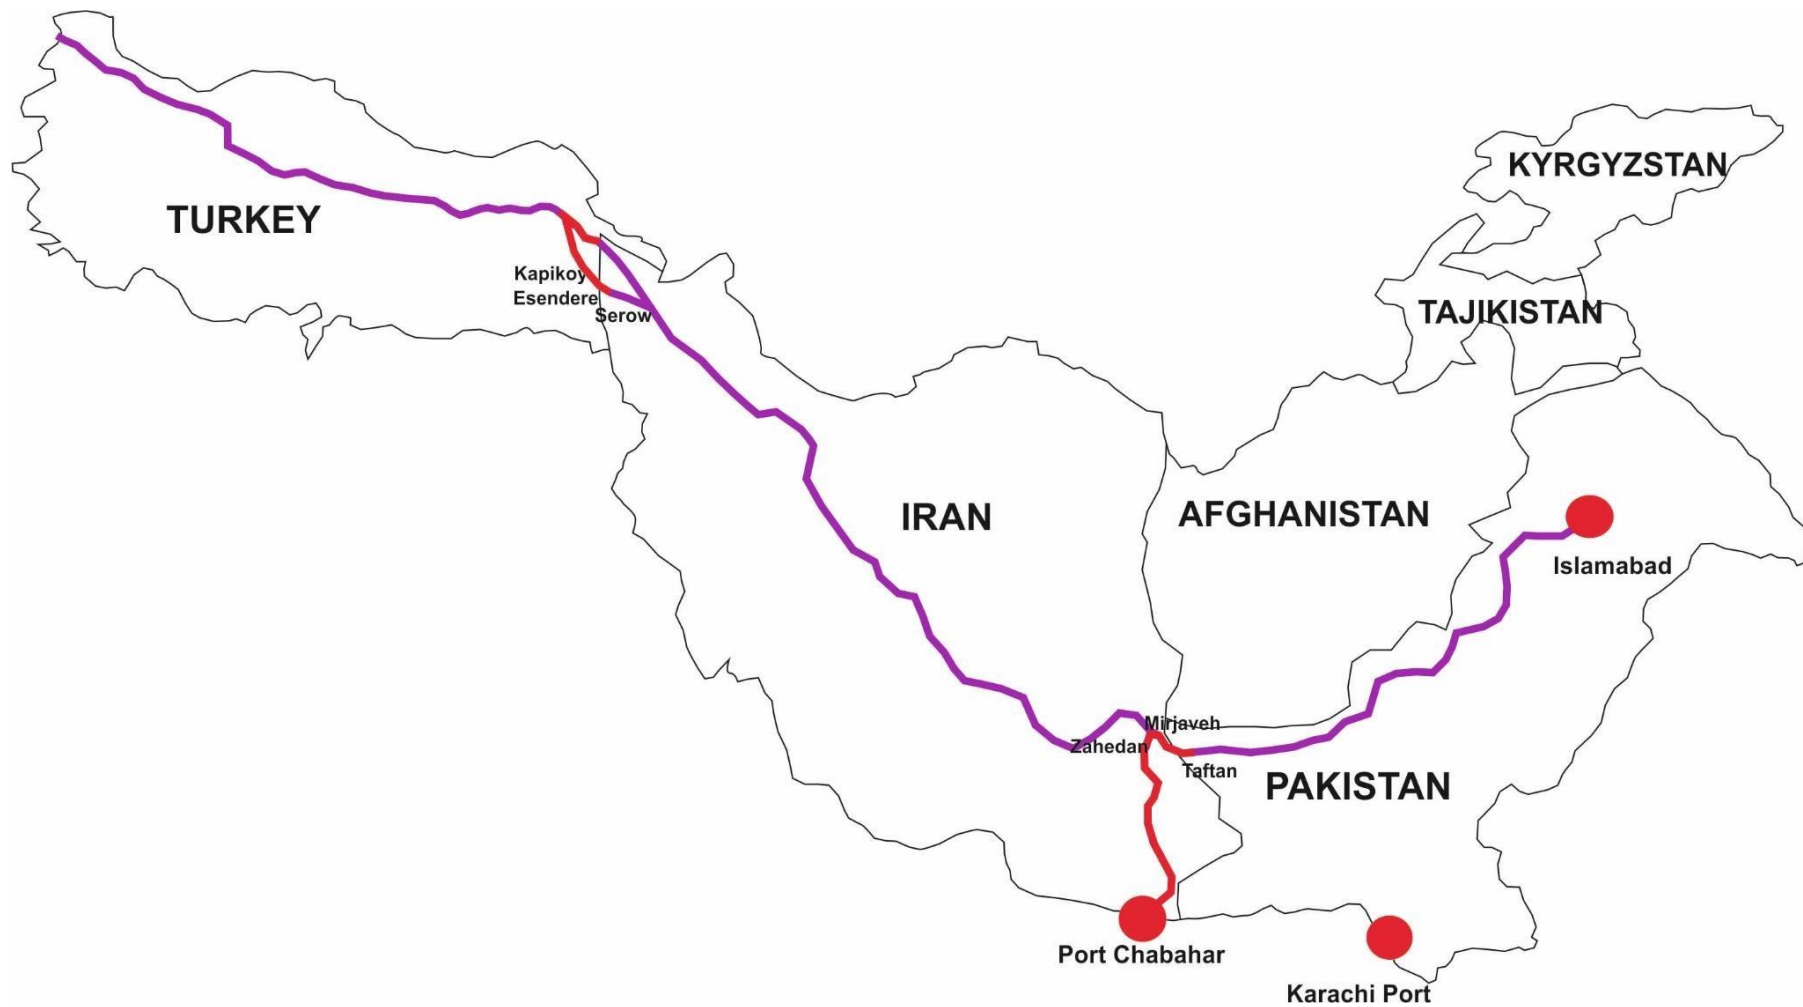 KYRGYZSTAN
TURKEY
Kapikoy
Esendere
Serow
TAJIKISTAN
IRAN
AFGHANISTAN
Islamabad
Mirjaveh
Zahedan
Taftan
PAKISTAN
Port Chabahar
Karachi Port